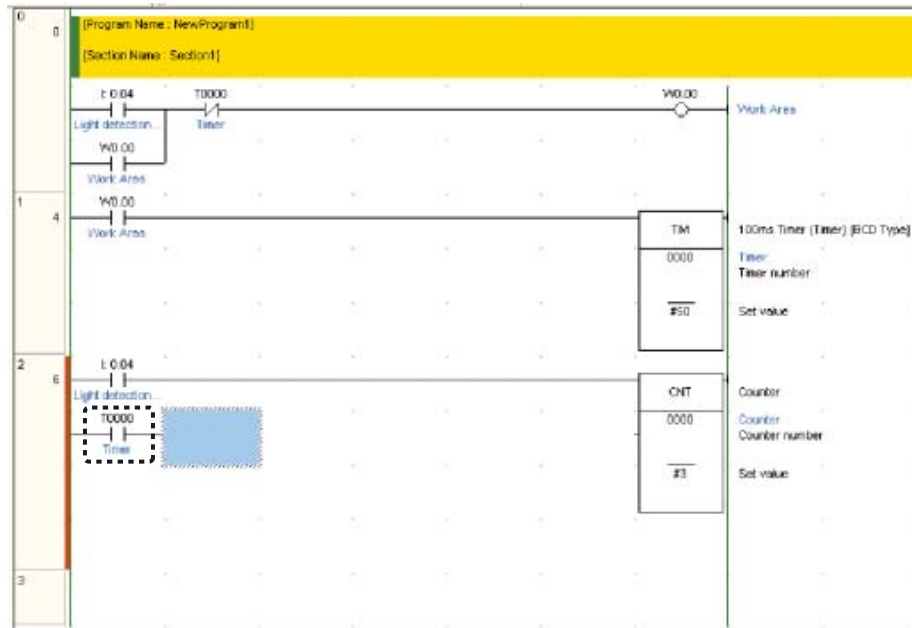 0
0
[Program Name : NewProgram1]
[Section Name : Section1]
I: 0.04
T0000
W0.00
Work Area
Light detection...
Timer
W0.00
Work Area
1
4
W0.00
Work Area
TIM
100ms Timer (Timer) [BCD Type]
0000
Timer
Timer number
#50
Set value
2
6
I: 0.04
Light detection...
CNT
Counter
T0000
Timer
0000
Counter
Counter number
#3
Set value
3